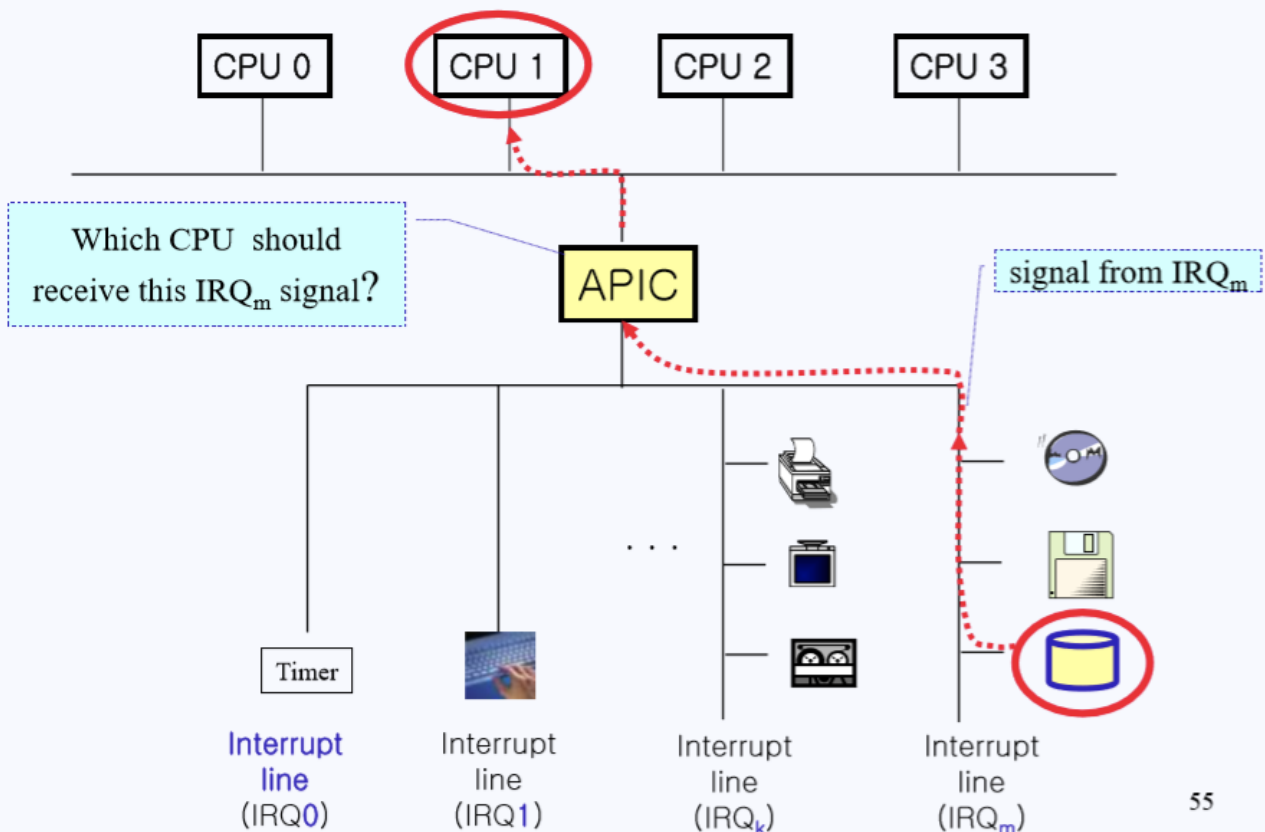 CPU 0
CPU 1
CPU 2
CPU 3
Which CPU should
receive this IRQm signal?
APIC
signal from IRQm
. . .
Timer
Interrupt
line
(IRQ0)
Interrupt
line
(IRQ1)
Interrupt
line
(IRQk)
Interrupt
line
(IRQm)
55